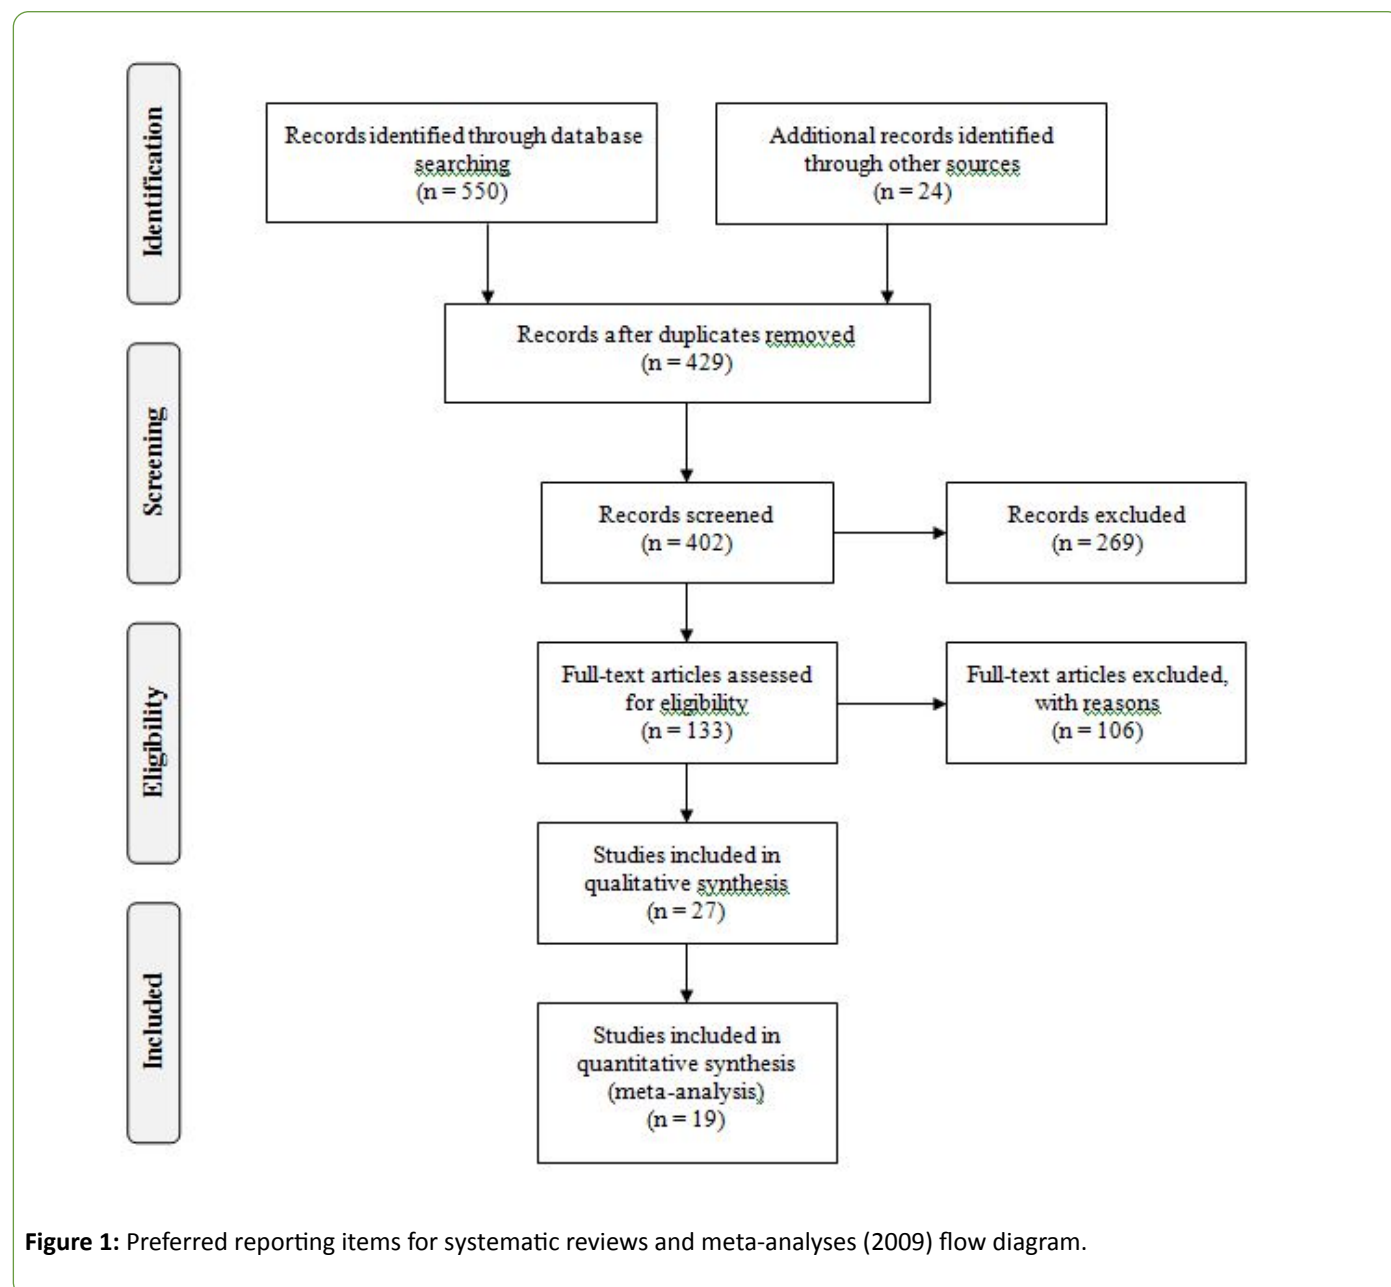 Identification
Records identified through database
searching
(n = 550)
Additional records identified
through other sources
(n = 24)
Records after duplicates removed
(n = 429)
Screening
Records screened
(n = 402)
Records excluded
(n = 269)
Eligibility
Full-text articles assessed
for eligibility
(n = 133)
Full-text articles excluded,
with reasons
(n = 106)
Studies included in
qualitative synthesis
(n = 27)
Included
Studies included in
quantitative synthesis
(meta-analysis)
(n = 19)
Figure 1: Preferred reporting items for systematic reviews and meta-analyses (2009) flow diagram.